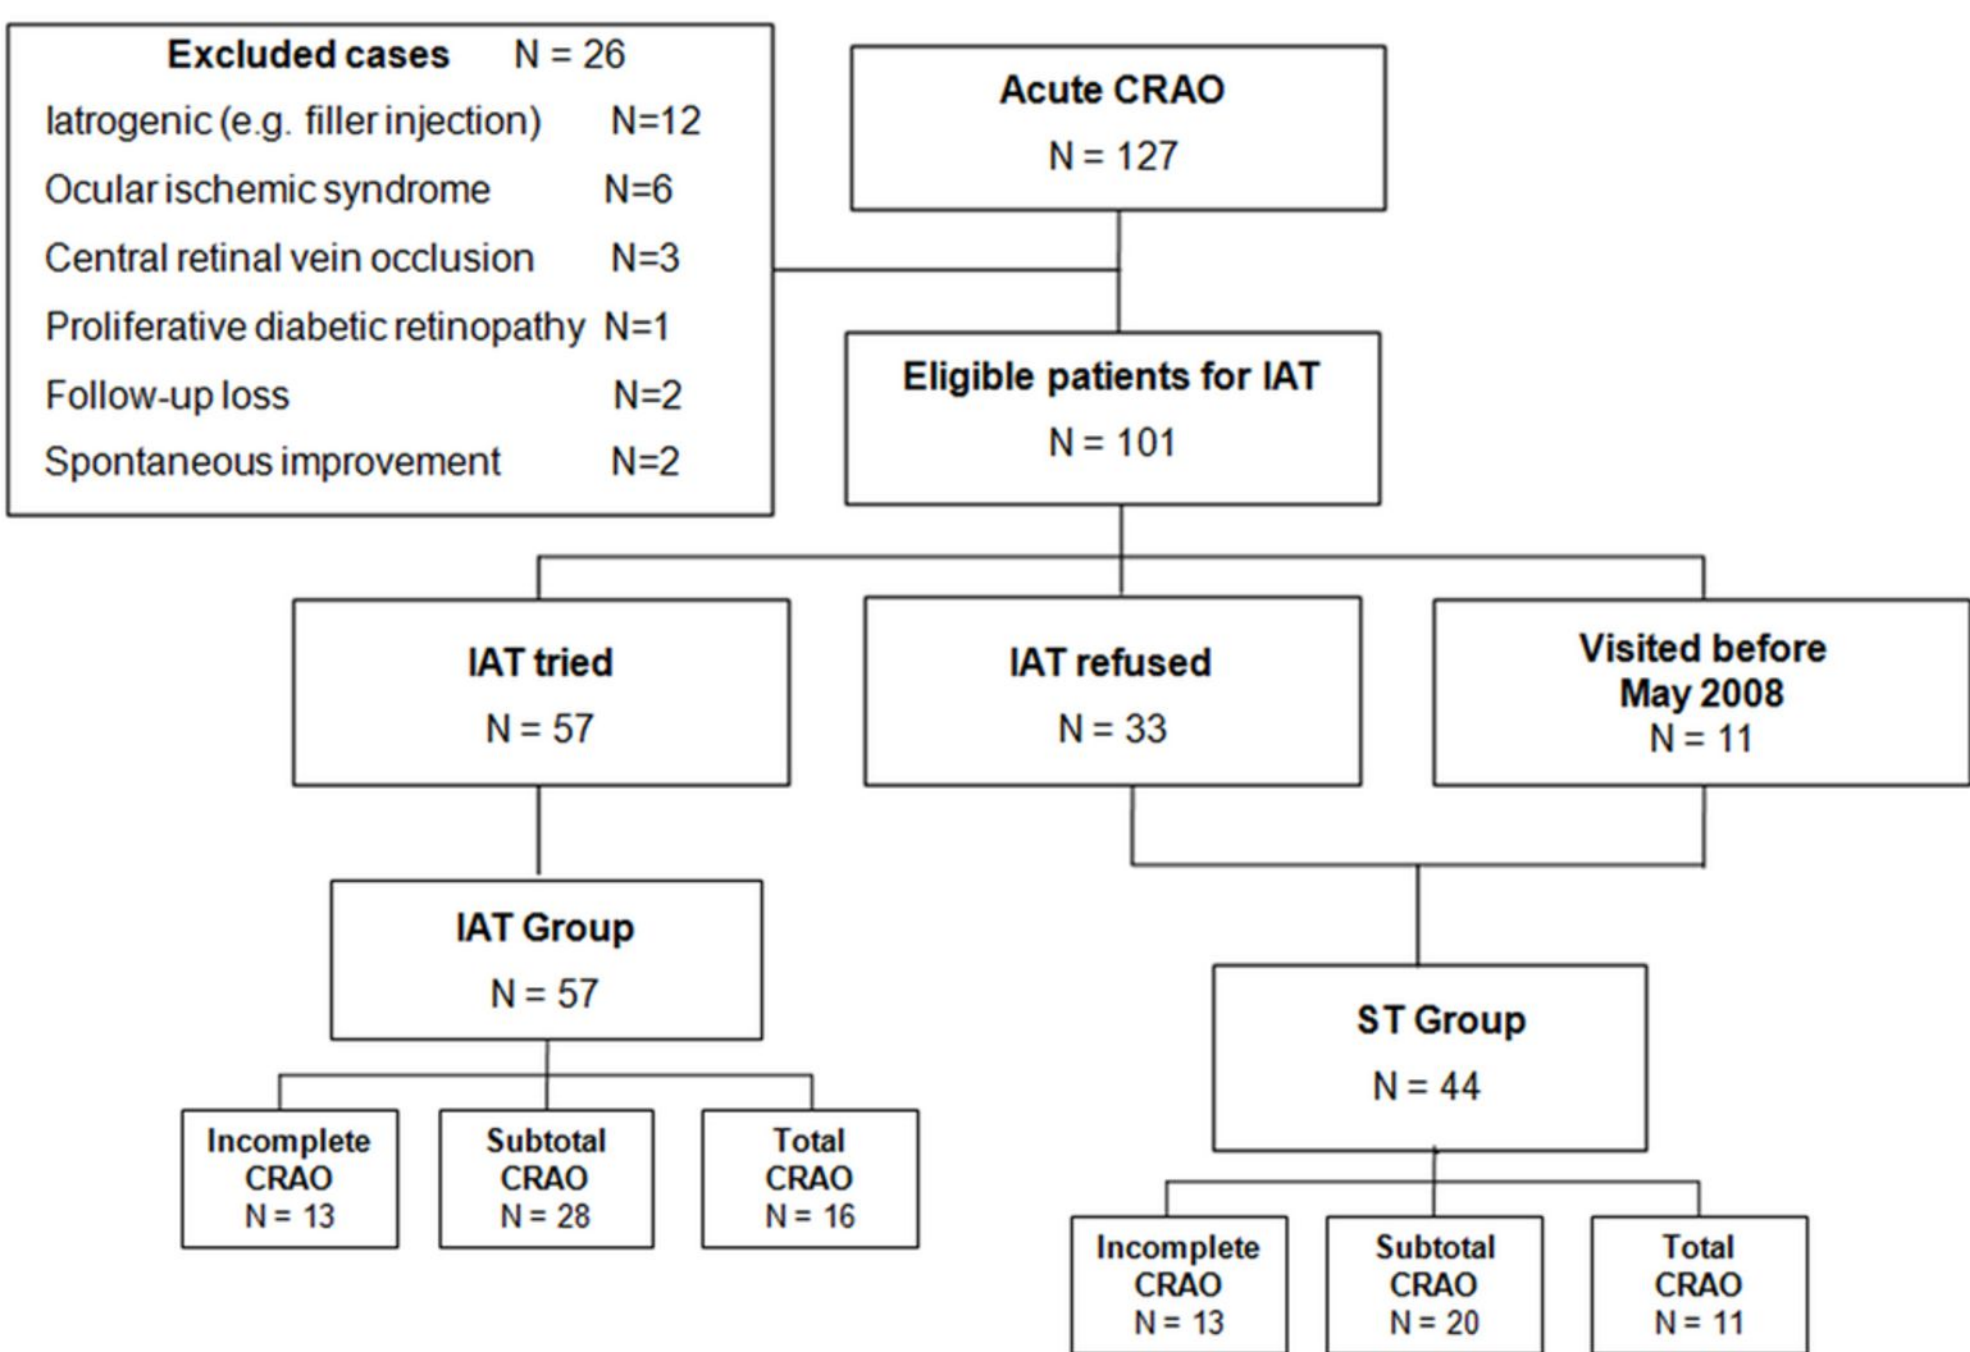 Excluded cases N = 26
Iatrogenic (e.g. filler injection) N=12
Ocular ischemic syndrome N=6
Central retinal vein occlusion N=3
Proliferative diabetic retinopathy N=1
Follow-up loss N=2
Spontaneous improvement N=2
Acute CRAO
N = 127
Eligible patients for IAT
N = 101
IAT tried
N = 57
IAT refused
N = 33
Visited before
May 2008
N = 11
IAT Group
N = 57
ST Group
N = 44
Incomplete
CRAO
N = 13
Subtotal
CRAO
N = 28
Total
CRAO
N = 16
Incomplete
CRAO
N = 13
Subtotal
CRAO
N = 20
Total
CRAO
N = 11